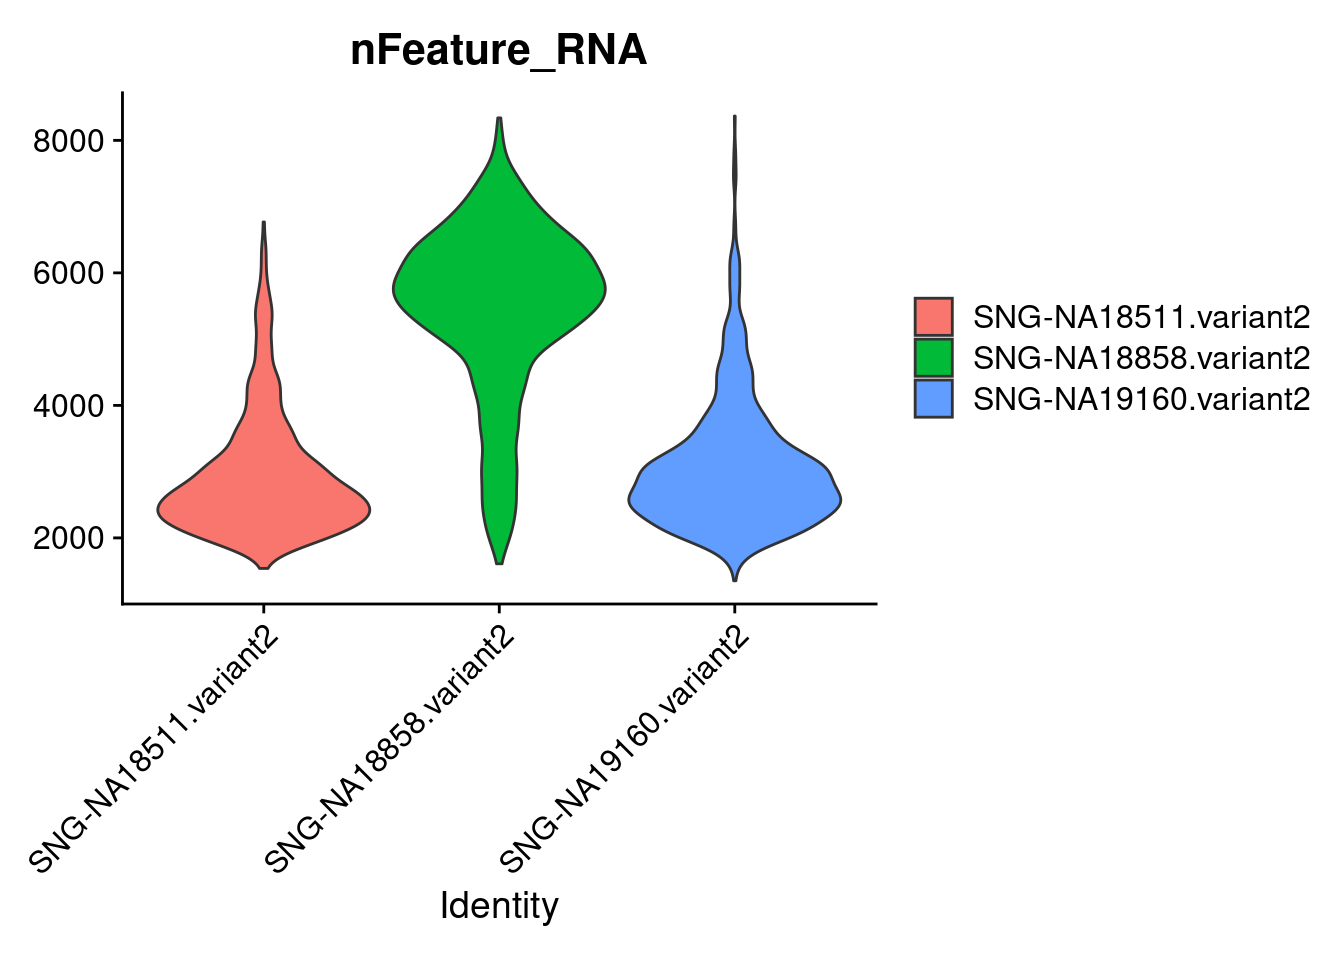 nFeature_RNA
8000
6000
4000
2000
SNG-NA18511.variant2
SNG-NA18858.variant2
SNG-NA19160.variant2
Identity
SNG-NA18511.variant2
SNG-NA18858.variant2
SNG-NA19160.variant2